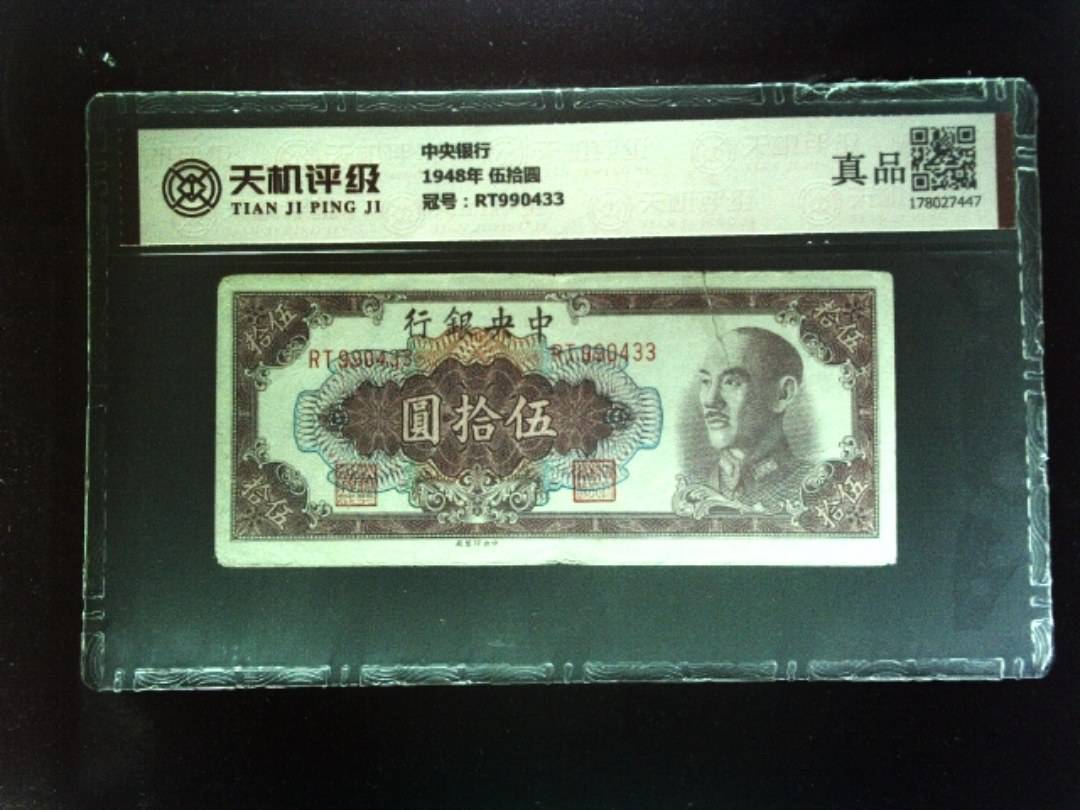 天机评级
TIAN JI PING JI
中央银行
1948年 伍拾圆
冠号：RT990433
真品
178027447
行銀央中
RT990433
RT990433
圓拾伍
拾伍
拾伍
拾伍
拾伍